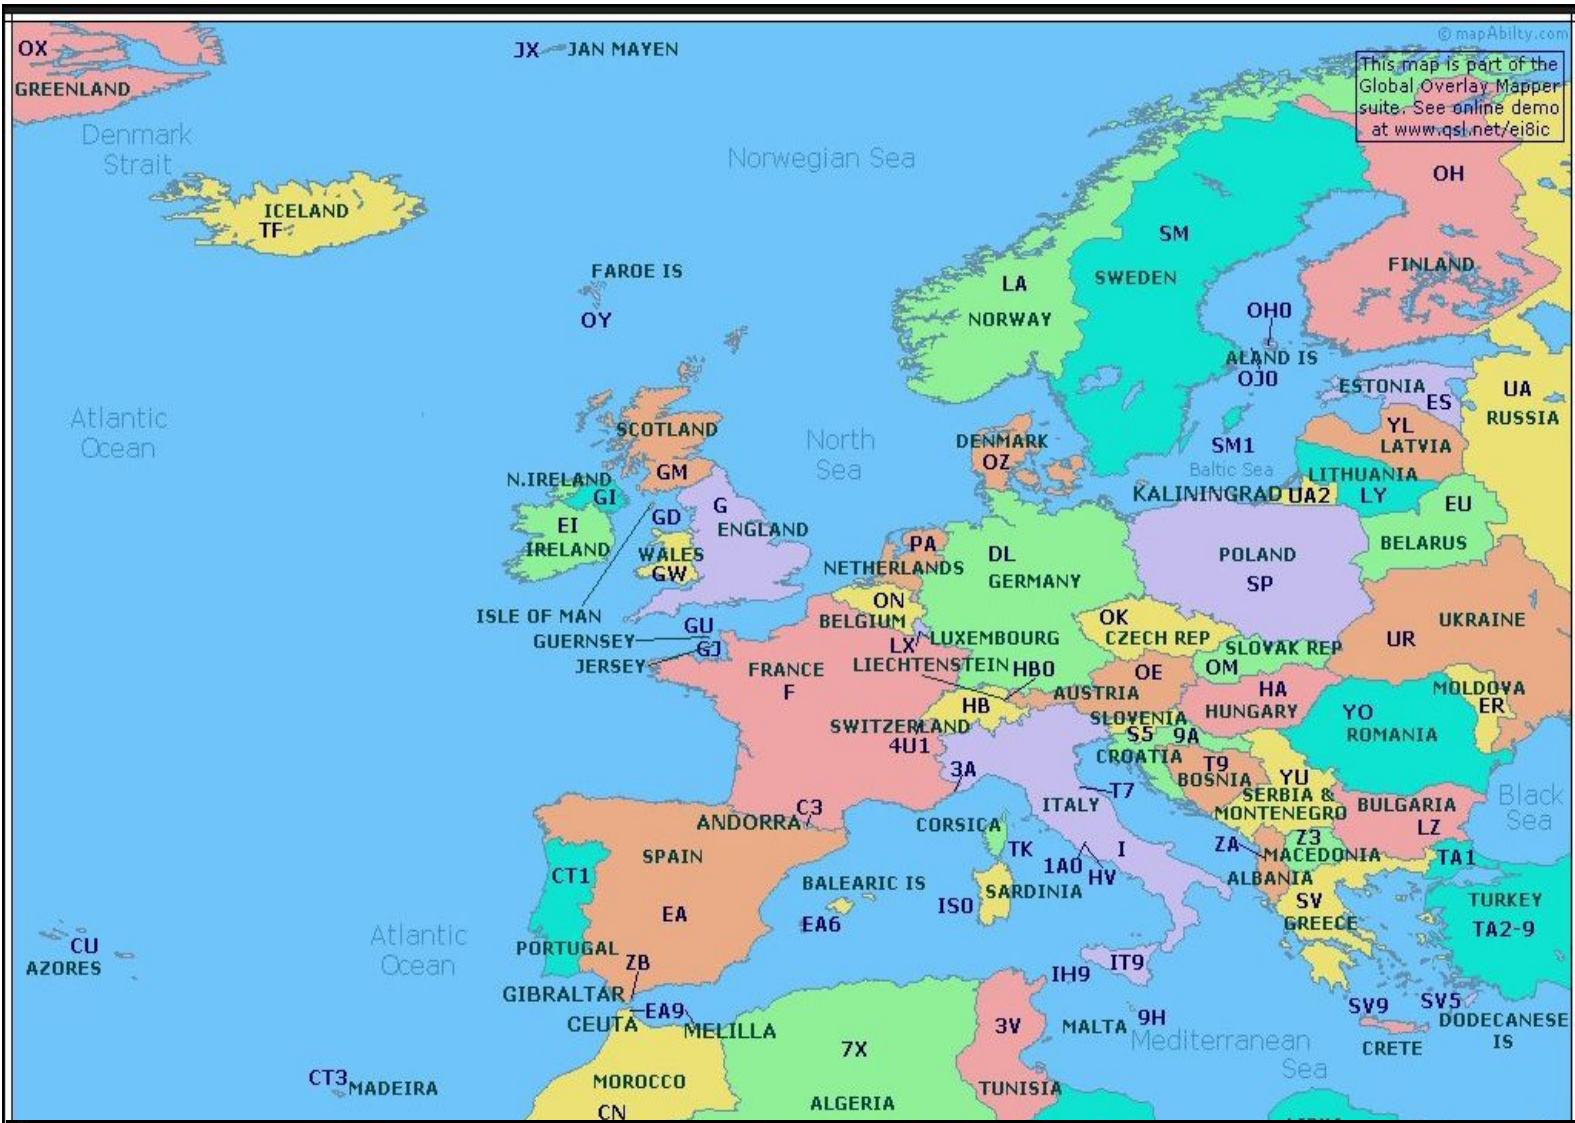 © mapAbilty.com
OX
JX
JAN MAYEN
This map is part of the
Global Overlay Mapper
suite. See online demo
at www.qsl.net/ei8ic
GREENLAND
Denmark
Strait
Norwegian Sea
OH
ICELAND
TF
SM
FAROE IS
OY
LA
NORWAY
SWEDEN
FINLAND
OH0
ALAND IS
OJ0
ESTONIA
ES
UA
RUSSIA
Atlantic
Ocean
SCOTLAND
GM
North
Sea
DENMARK
OZ
SM1
Baltic Sea
YL
LATVIA
LITHUANIA
LY
KALININGRAD
UA2
EU
BELARUS
N.IRELAND
GI
EI
IRELAND
GD
G
ENGLAND
WALES
GW
PA
NETHERLANDS
DL
GERMANY
POLAND
SP
ISLE OF MAN
GU
GUERNSEY
GJ
JERSEY
ON
BELGIUM
LX
LUXEMBOURG
LIECHTENSTEIN
HB0
OK
CZECH REP
SLOVAK REP
OM
UKRAINE
UR
FRANCE
F
HB
SWITZERLAND
4U1
OE
AUSTRIA
HA
HUNGARY
MOLDOVA
ER
YO
ROMANIA
SLOVENIA
S5
9A
CROATIA
T9
BOSNIA
YU
SERBIA &
MONTENEGRO
BULGARIA
LZ
Black
Sea
3A
T7
ITALY
I
C3
ANDORRA
CORSICA
TK
1A0
HV
ZA
Z3
MACEDONIA
ALBANIA
TA1
SPAIN
EA
CT1
PORTUGAL
BALEARIC IS
EA6
IS0
SARDINIA
SV
GREECE
TURKEY
TA2-9
CU
AZORES
Atlantic
Ocean
ZB
GIBRALTAR
EA9
CEUTA
MELILLA
IH9
IT9
MALTA
9H
Mediterranean
Sea
SV9
CRETE
SV5
DODECANESE
IS
CT3
MADEIRA
MOROCCO
CN
7X
ALGERIA
3V
TUNISIA